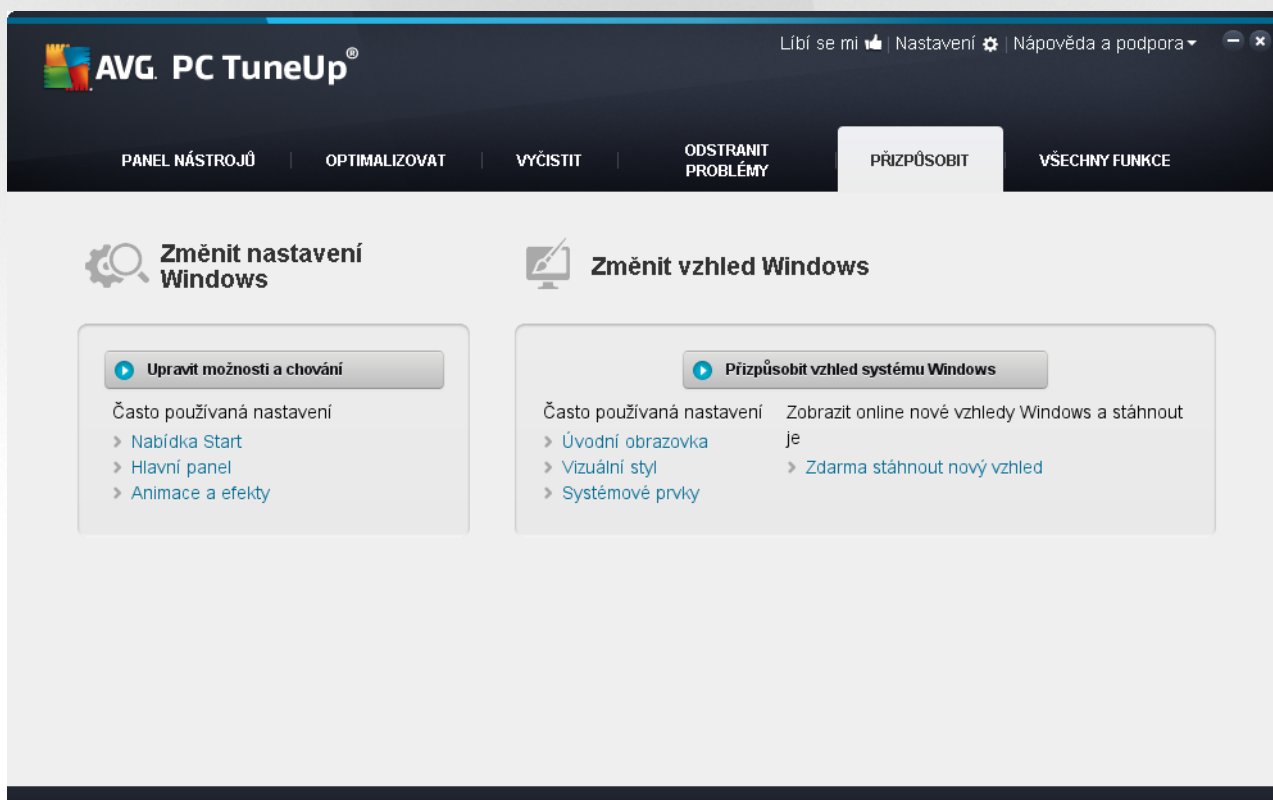 Líbí se mi | Nastavení | Nápověda a podpora
AVG. PC TuneUp®
PANEL NÁSTROJŮ
OPTIMALIZOVAT
VYČISTIT
ODSTRANIT
PROBLÉMY
PŘIZPŮSOBIT
VŠECHNY FUNKCE
Změnit nastavení
Windows
Upravit možnosti a chování
Často používaná nastavení
Nabídka Start
Hlavní panel
Animace a efekty
Změnit vzhled Windows
Přizpůsobit vzhled systému Windows
Často používaná nastavení
Úvodní obrazovka
Vizuální styl
Systémové prvky
Zobrazit online nové vzhledy Windows a stáhnout
je
Zdarma stáhnout nový vzhled